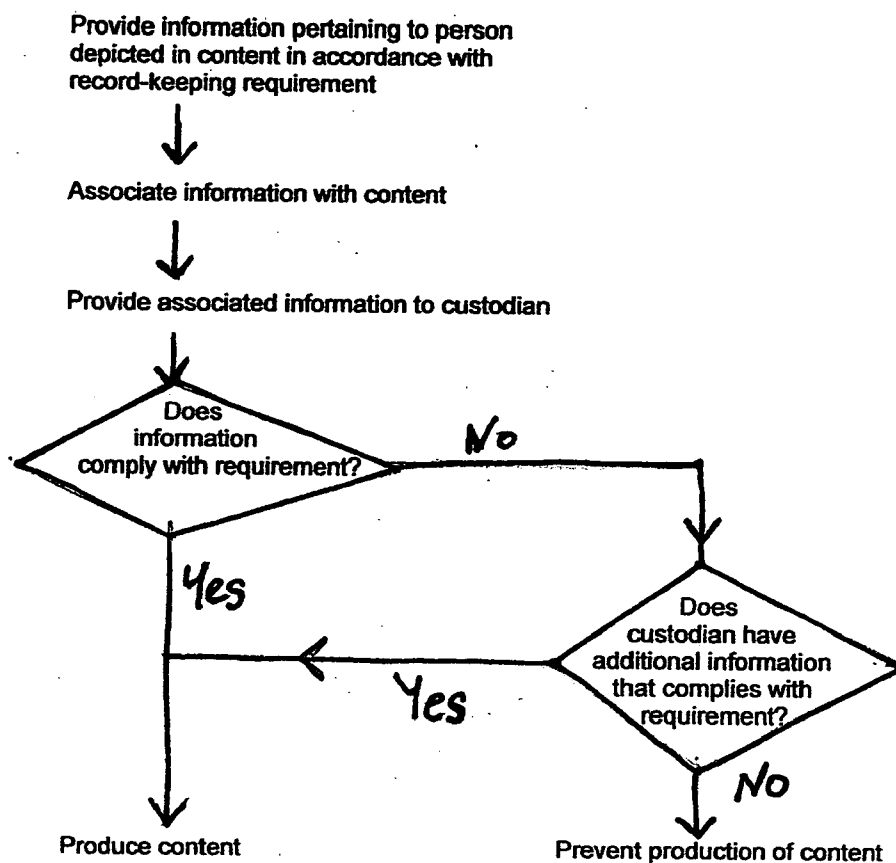 Provide information pertaining to person
depicted in content in accordance with
record-keeping requirement
Associate information with content
Provide associated information to custodian
Does
information
comply with requirement?
No
Yes
Does
custodian have
additional information
that complies with
requirement?
Yes
No
Produce content
Prevent production of content